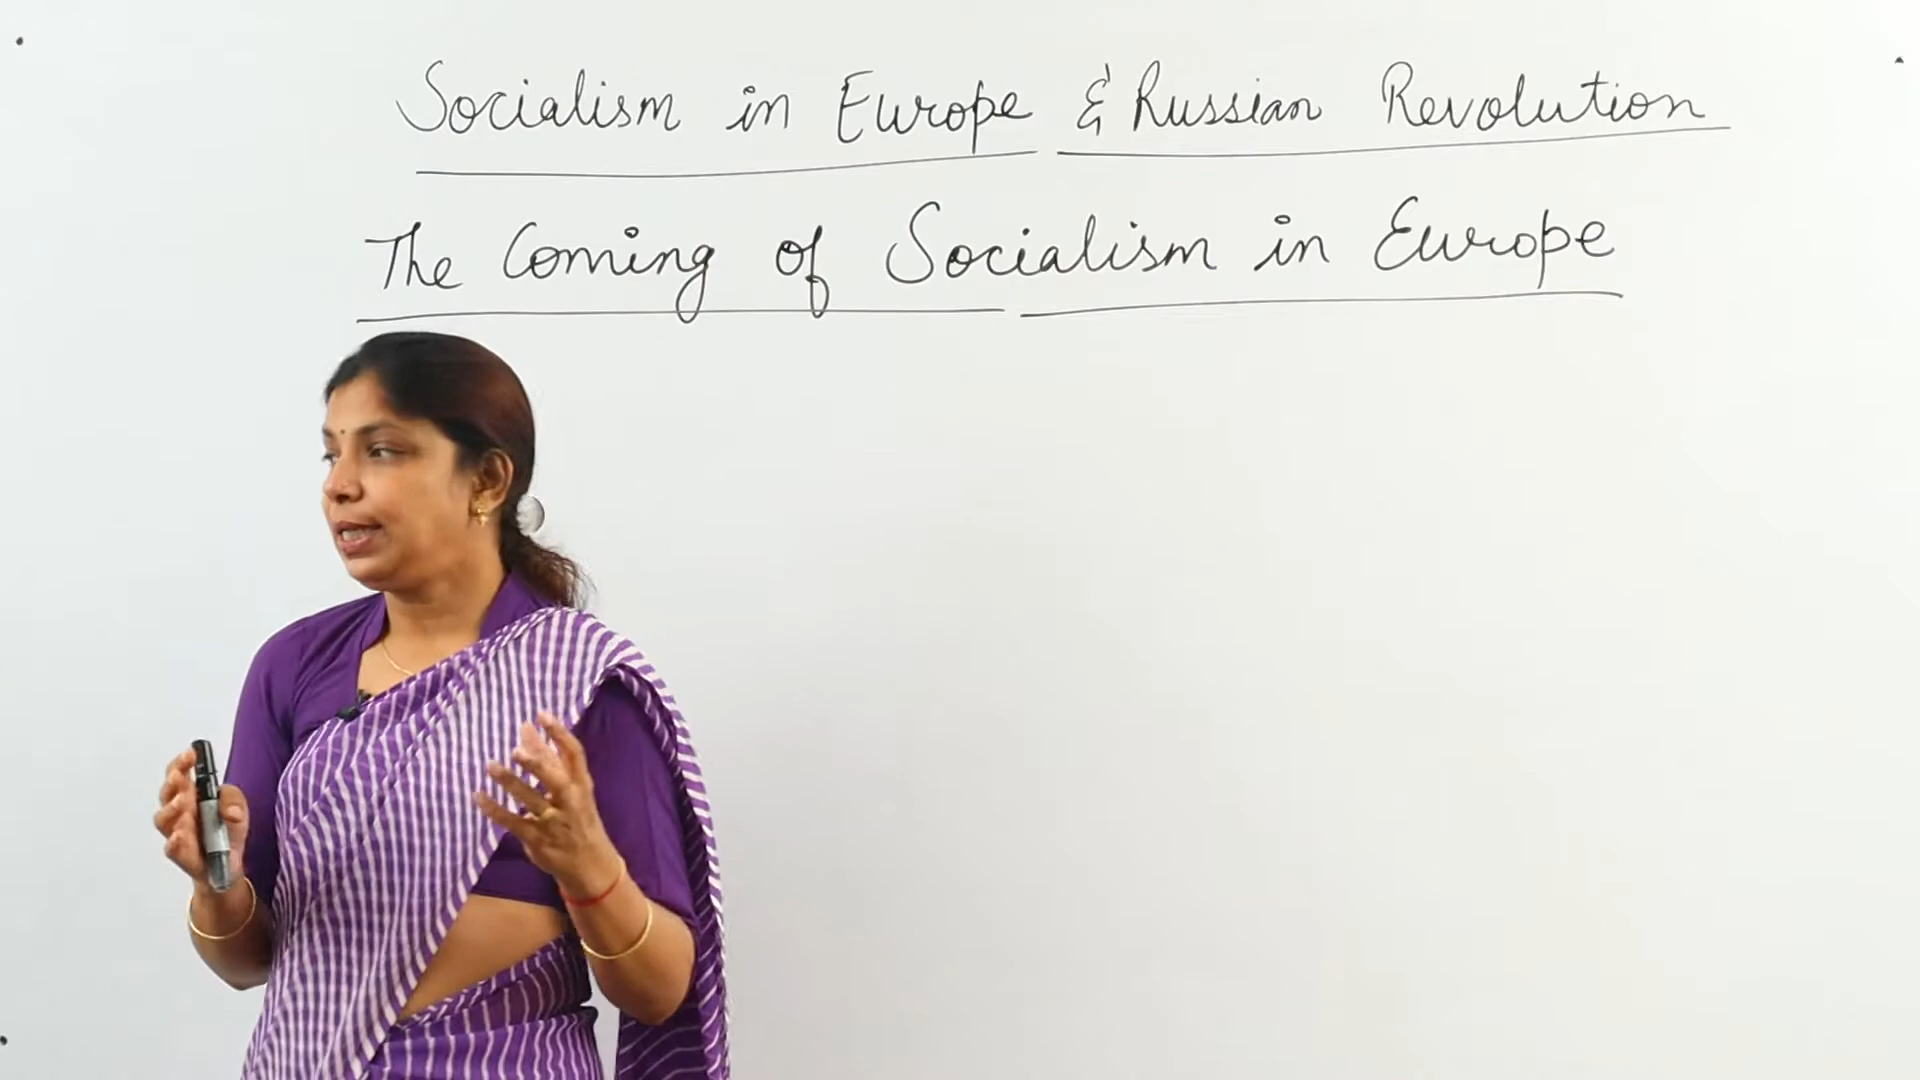 Socialism in Europe & Russian Revolution
The Coming of Socialism in Europe